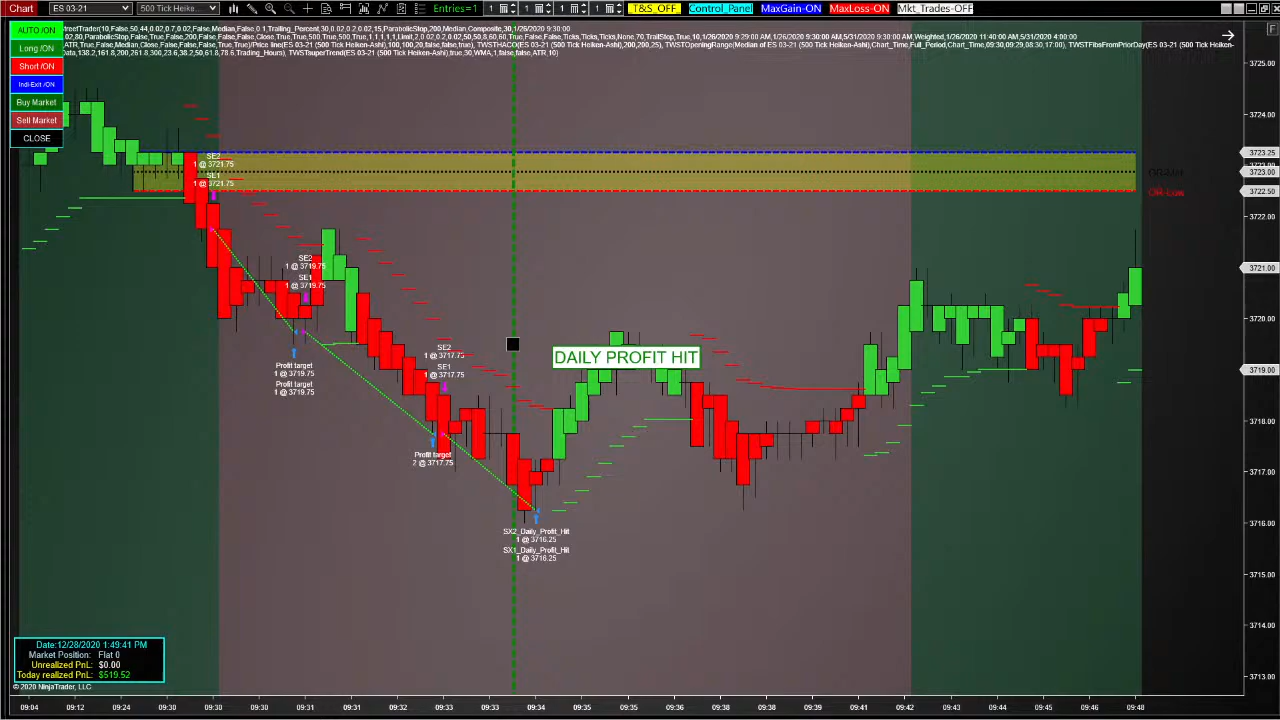 Chart
ES 03-21
500 Tick Heike...
Entries=1
1
1
1
1
T&S_OFF
Control_Panel
MaxGain-ON
MaxLoss-ON
Mkt_Trades-OFF
F
AUTO /ON
Long /ON
Short /ON
Indi-Exit /ON
Buy Market
Sell Market
CLOSE
SE2
1 @ 3721.75
SE1
1 @ 3721.75
SE2
1 @ 3719.75
SE1
1 @ 3719.75
Profit target
1 @ 3719.75
Profit target
1 @ 3719.75
SE2
1 @ 3717.75
SE1
1 @ 3717.75
Profit target
2 @ 3717.75
SX2_Daily_Profit_Hit
1 @ 3716.25
SX1_Daily_Profit_Hit
1 @ 3716.25
DAILY PROFIT HIT
OR-Mid
OR-Low
3725.00
3724.00
3723.25
3723.00
3722.50
3722.00
3721.00
3720.00
3719.00
3718.00
3717.00
3716.00
3715.00
3714.00
3713.00
Date:12/28/2020 1:49:41 PM
Market Position: Flat 0
Unrealized PnL: $0.00
Today realized PnL: $519.52
© 2020 NinjaTrader, LLC
09:04 09:12 09:24 09:30 09:30 09:31 09:31 09:32 09:33 09:33 09:34 09:35 09:35 09:36 09:38 09:39 09:41 09:42 09:43 09:45 09:45 09:46 09:48